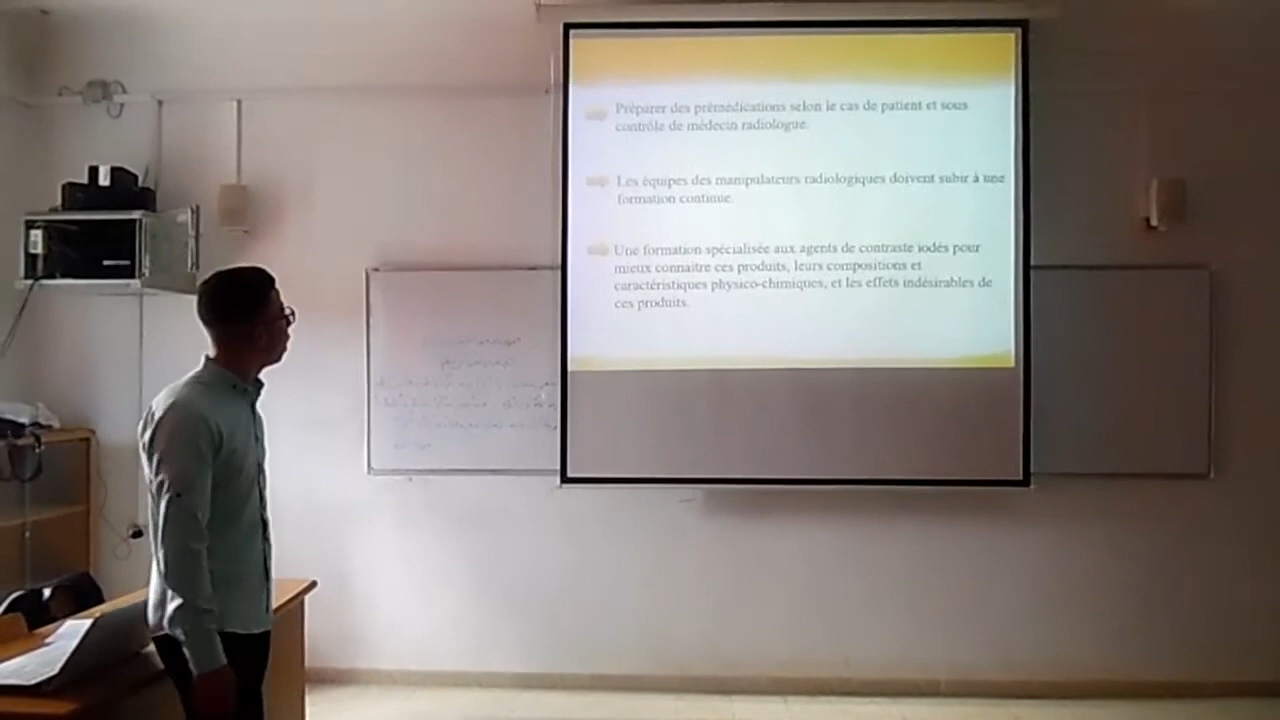 Préparer des prémédications selon le cas de patient et sous
contrôle de médecin radiologue.
Les équipes des manipulateurs radiologiques doivent subir à une
formation continue.
Une formation spécialisée aux agents de contraste iodés pour
mieux connaitre ces produits, leurs compositions et
caractéristiques physico-chimiques, et les effets indésirables de
ces produits.